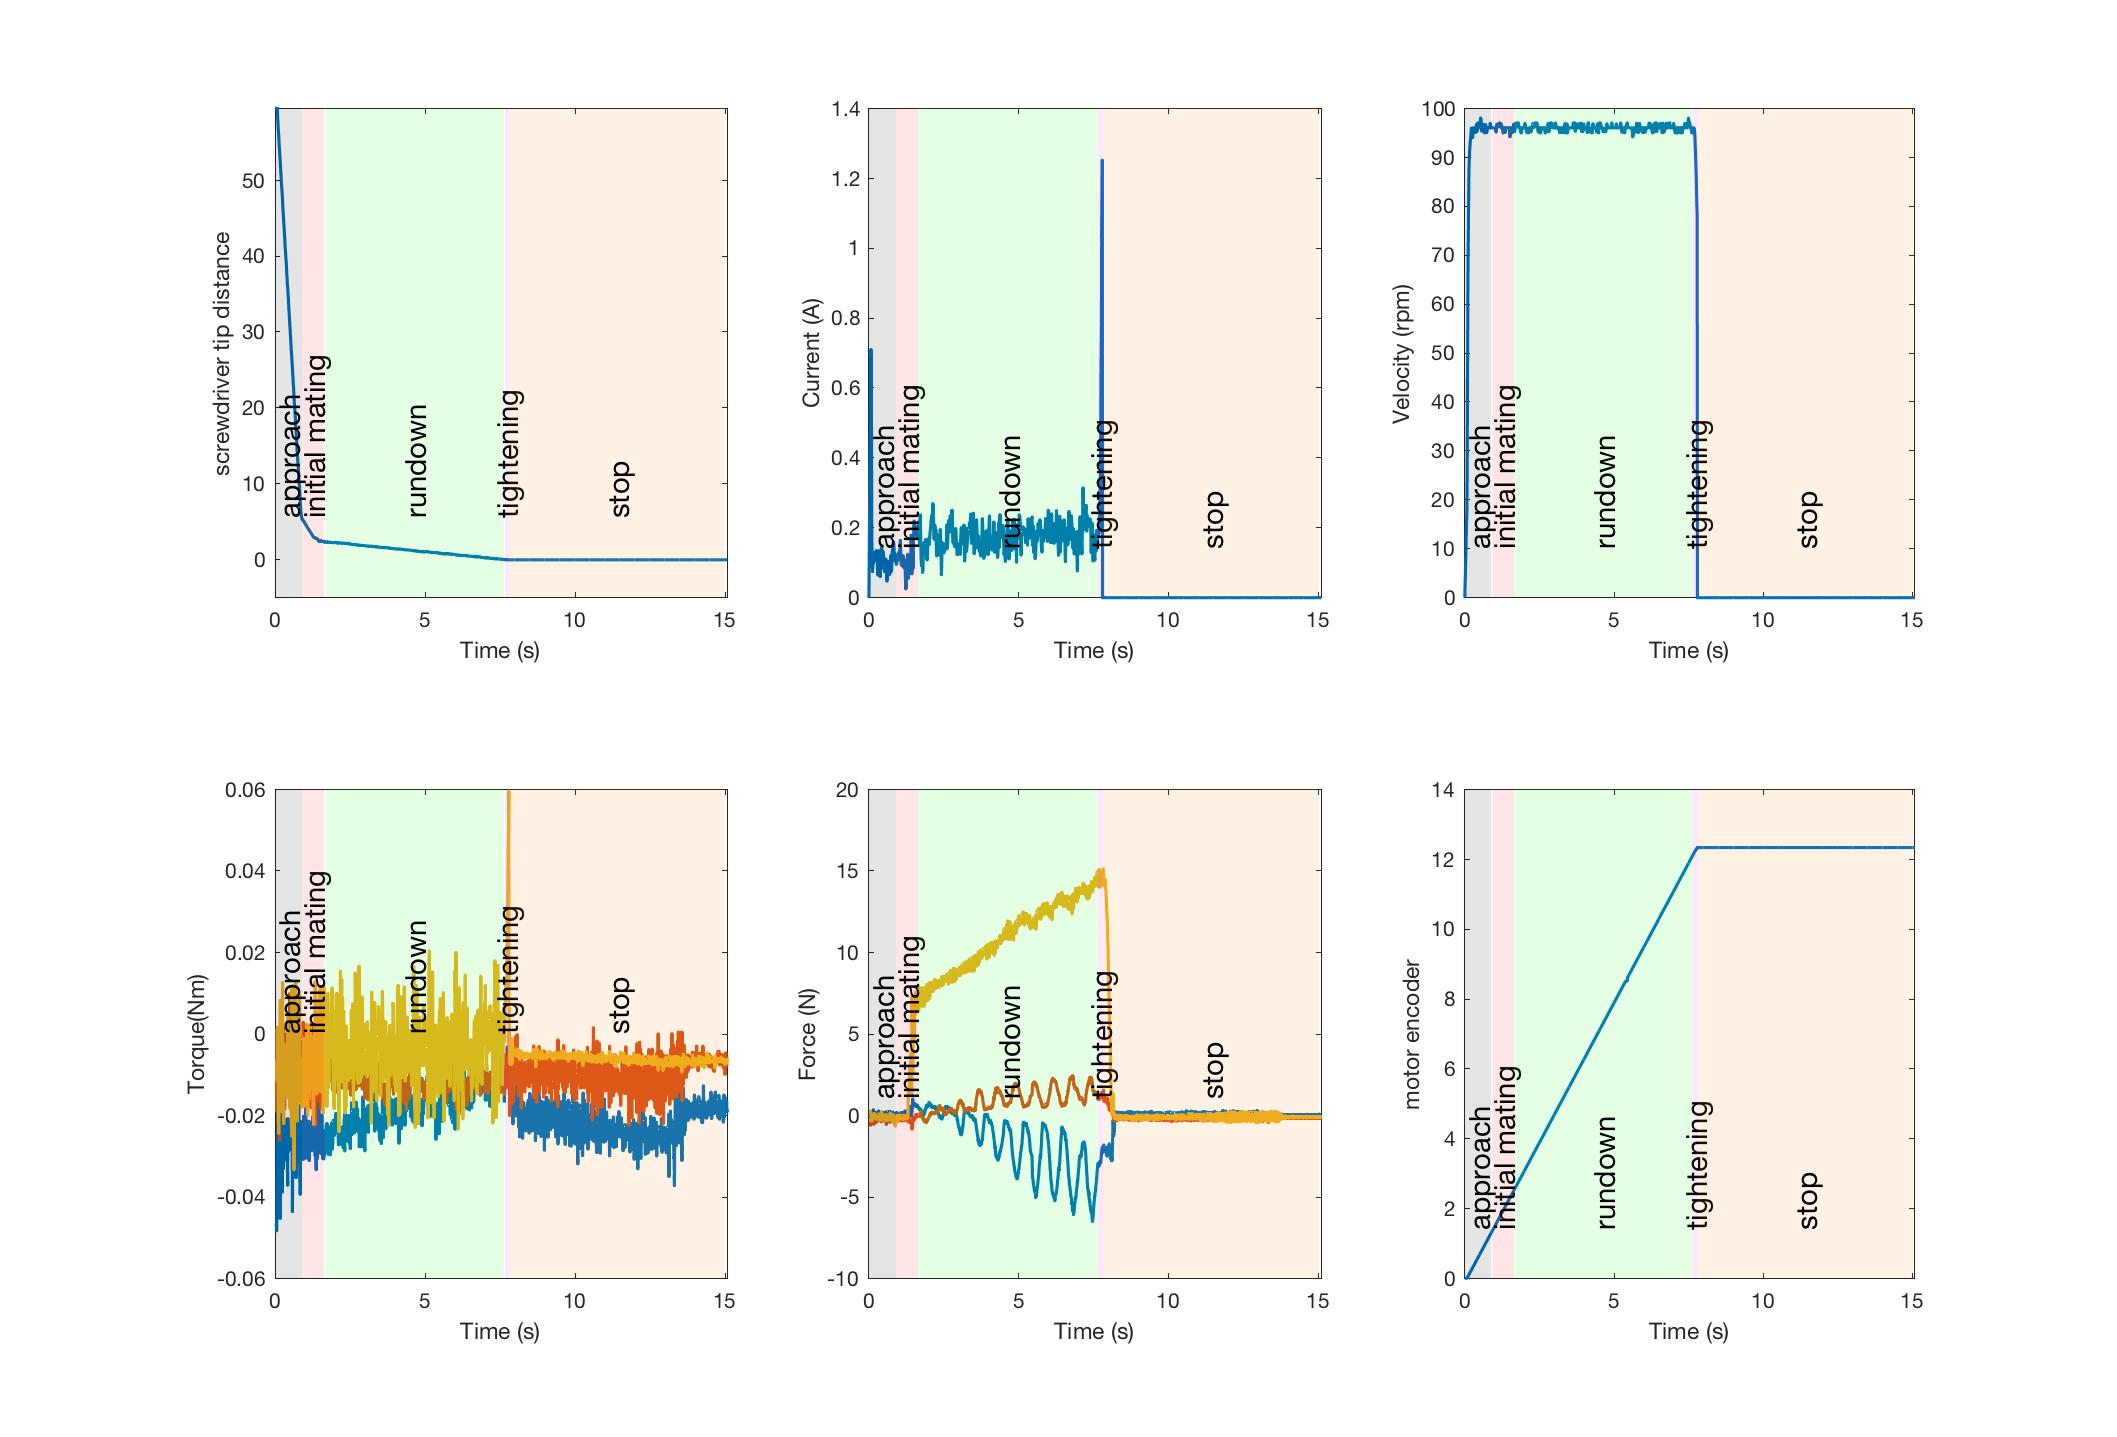 screwdriver tip distance
50
40
30
20
10
0
approach
initial mating
rundown
tightening
stop
0 5 10 15
Time (s)
Current (A)
1.4
1.2
1
0.8
0.6
0.4
0.2
0
approach
initial mating
rundown
tightening
stop
0 5 10 15
Time (s)
Velocity (rpm)
100
90
80
70
60
50
40
30
20
10
0
approach
initial mating
rundown
tightening
stop
0 5 10 15
Time (s)
Torque(Nm)
0.06
0.04
0.02
0
-0.02
-0.04
-0.06
approach
initial mating
rundown
tightening
stop
0 5 10 15
Time (s)
Force (N)
20
15
10
5
0
-5
-10
approach
initial mating
rundown
tightening
stop
0 5 10 15
Time (s)
motor encoder
14
12
10
8
6
4
2
0
approach
initial mating
rundown
tightening
stop
0 5 10 15
Time (s)